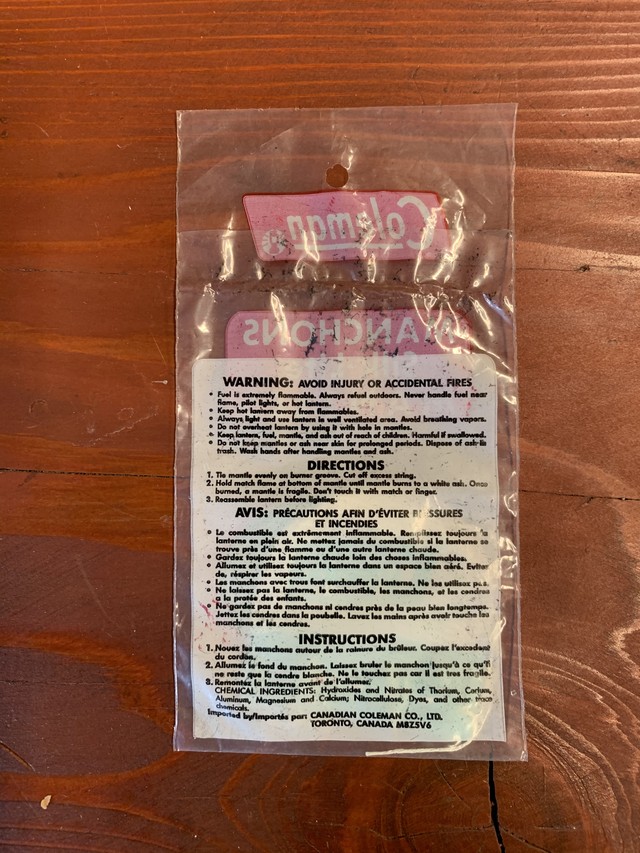 Coleman
MANCHONS
WARNING: AVOID INJURY OR ACCIDENTAL FIRES
• Fuel is extremely flammable. Always refuel outdoors. Never handle fuel near
flame, pilot lights, or hot lantern.
• Keep hot lantern away from flammables.
• Always light and use lantern in well ventilated area. Avoid breathing vapors.
• Do not overheat lantern by using it with hole in mantles.
• Keep lantern, fuel, mantle, and ash out of reach of children. Harmful if swallowed.
• Do not keep mantles or ash near skin for prolonged periods. Dispose of ash in
trash. Wash hands after handling mantles and ash.
DIRECTIONS
1. Tie mantle evenly on burner groove. Cut off excess string.
2. Hold match flame at bottom of mantle until mantle burns to a white ash. Once
burned, a mantle is fragile. Don't touch it with match or finger.
3. Reassemble lantern before lighting.
AVIS: PRÉCAUTIONS AFIN D'ÉVITER BLESSURES
ET INCENDIES
• Le combustible est extrêmement inflammable. Remplissez toujours la
lanterne en plein air. Ne mettez jamais du combustible si la lanterne se
trouve près d'une flamme ou d'une autre lantern chaude.
• Gardez toujours la lanterne chaude loin des choses inflammables.
• Allumez et utilisez toujours la lanterne dans un espace bien aéré. Eviter
de, réspirer les vapeurs.
• Les manchons avec trous font surchauffer la lanterne. Ne les utilisez pas.
• Ne laissez pas la lanterne, le combustible, les manchons, et les cendres
a la protée des enfants.
• Ne gardez pas de manchons ni cendres près de la peau bien longtemps.
Jettez les cendres dans la poubelle. Lavez les mains après avoir touche les
manchons et les cendres.
INSTRUCTIONS
1. Nouez les manchons autour de la rainure du brûleur. Coupez l'excedent
du cordon.
2. Allumez le fond du manchon. Laissez bruler le manchon jusqu'à ce qu'il
ne reste que la cendre blanche. Ne le touchez pas car il est tres fragile.
3. Remontéz la lanterne avant de l'allumer.
CHEMICAL INGREDIENTS: Hydroxides and Nitrates of Thorium, Cerium,
Aluminum, Magnesium and Calcium; Nitrocellulose, Dyes, and other trace
chemicals.
Imported by/Importés par: CANADIAN COLEMAN CO., LTD.
TORONTO, CANADA M8Z5V6